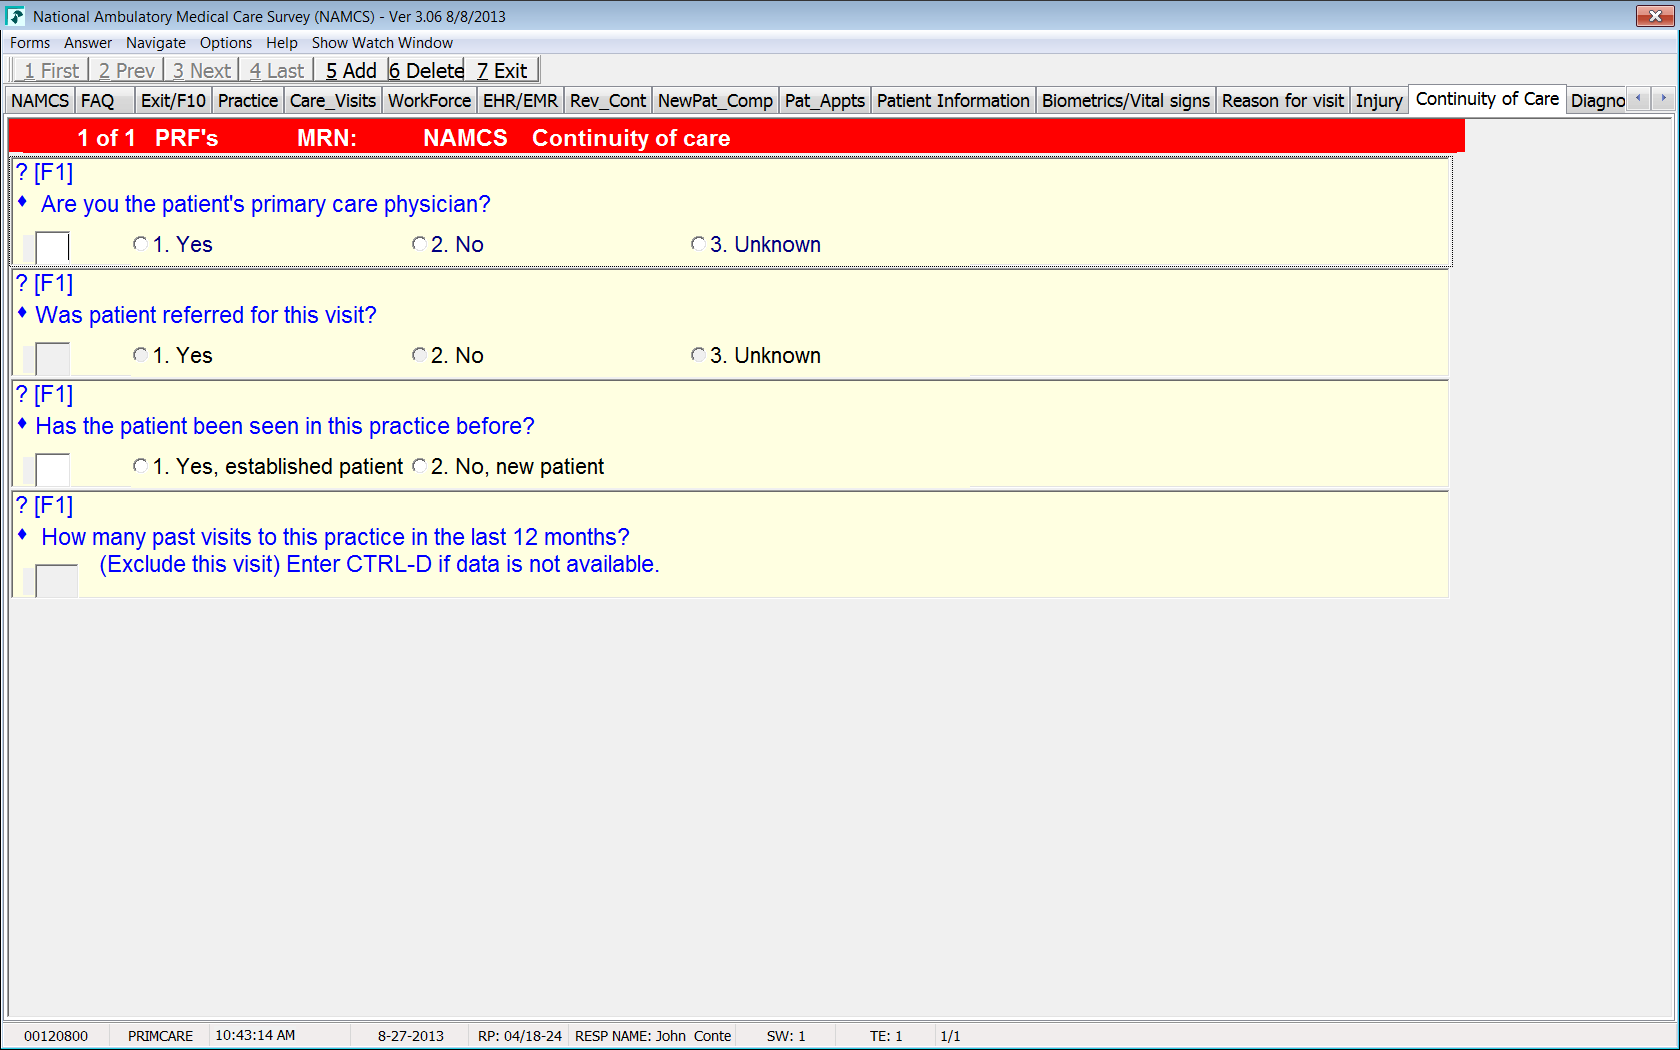 National Ambulatory Medical Care Survey (NAMCS) - Ver 3.06 8/8/2013
Forms Answer Navigate Options Help Show Watch Window
1 First 2 Prev 3 Next 4 Last 5 Add 6 Delete 7 Exit
NAMCS FAQ Exit/F10 Practice Care_Visits WorkForce EHR/EMR Rev_Cont NewPat_Comp Pat_Appts Patient Information Biometrics/Vital signs Reason for visit Injury Continuity of Care Diagno
1 of 1 PRF's MRN: NAMCS Continuity of care
? [F1]
♦ Are you the patient's primary care physician?
1. Yes 2. No 3. Unknown
? [F1]
♦ Was patient referred for this visit?
1. Yes 2. No 3. Unknown
? [F1]
♦ Has the patient been seen in this practice before?
1. Yes, established patient 2. No, new patient
? [F1]
♦ How many past visits to this practice in the last 12 months?
(Exclude this visit) Enter CTRL-D if data is not available.
00120800 PRIMCARE 10:43:14 AM 8-27-2013 RP: 04/18-24 RESP NAME: John Conte SW: 1 TE: 1 1/1